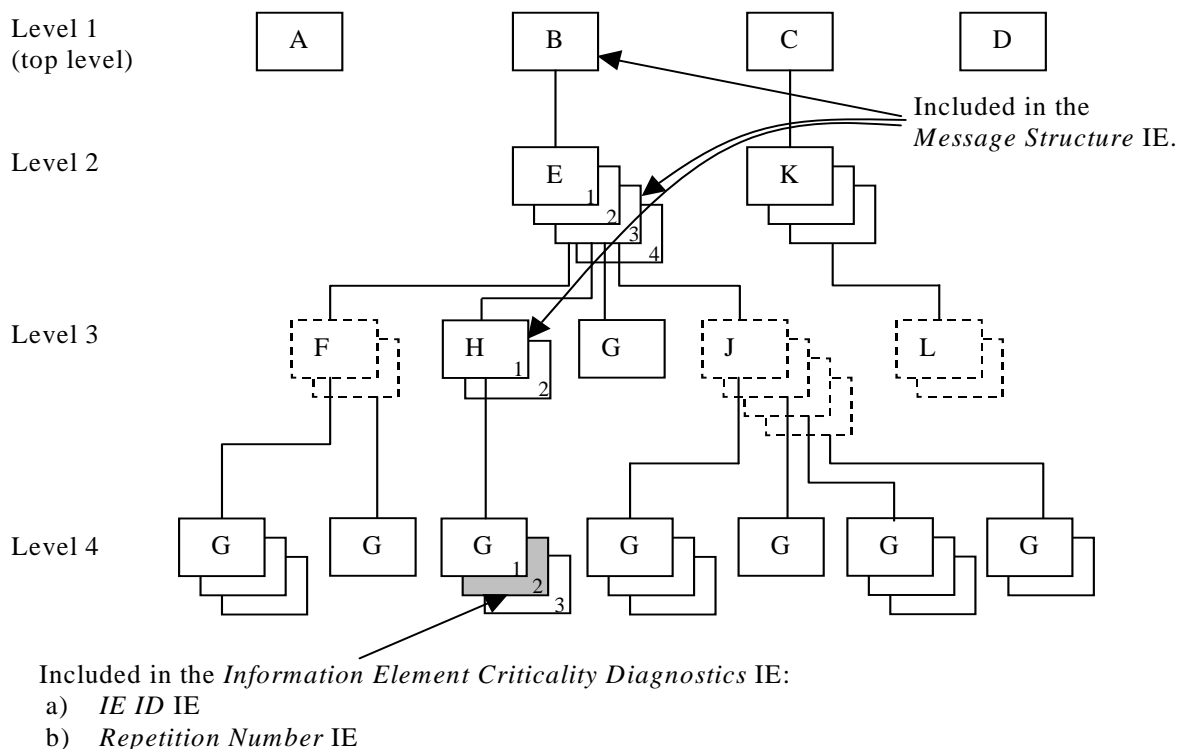 Level 1
(top level)
A
B
C
D
Included in the
Message Structure IE.
Level 2
E
1
2
3
4
K
Level 3
F
H
1
2
G
J
L
Level 4
G
G
G
1
2
3
G
G
G
G
Included in the Information Element Criticality Diagnostics IE:
a) IE ID IE
b) Repetition Number IE